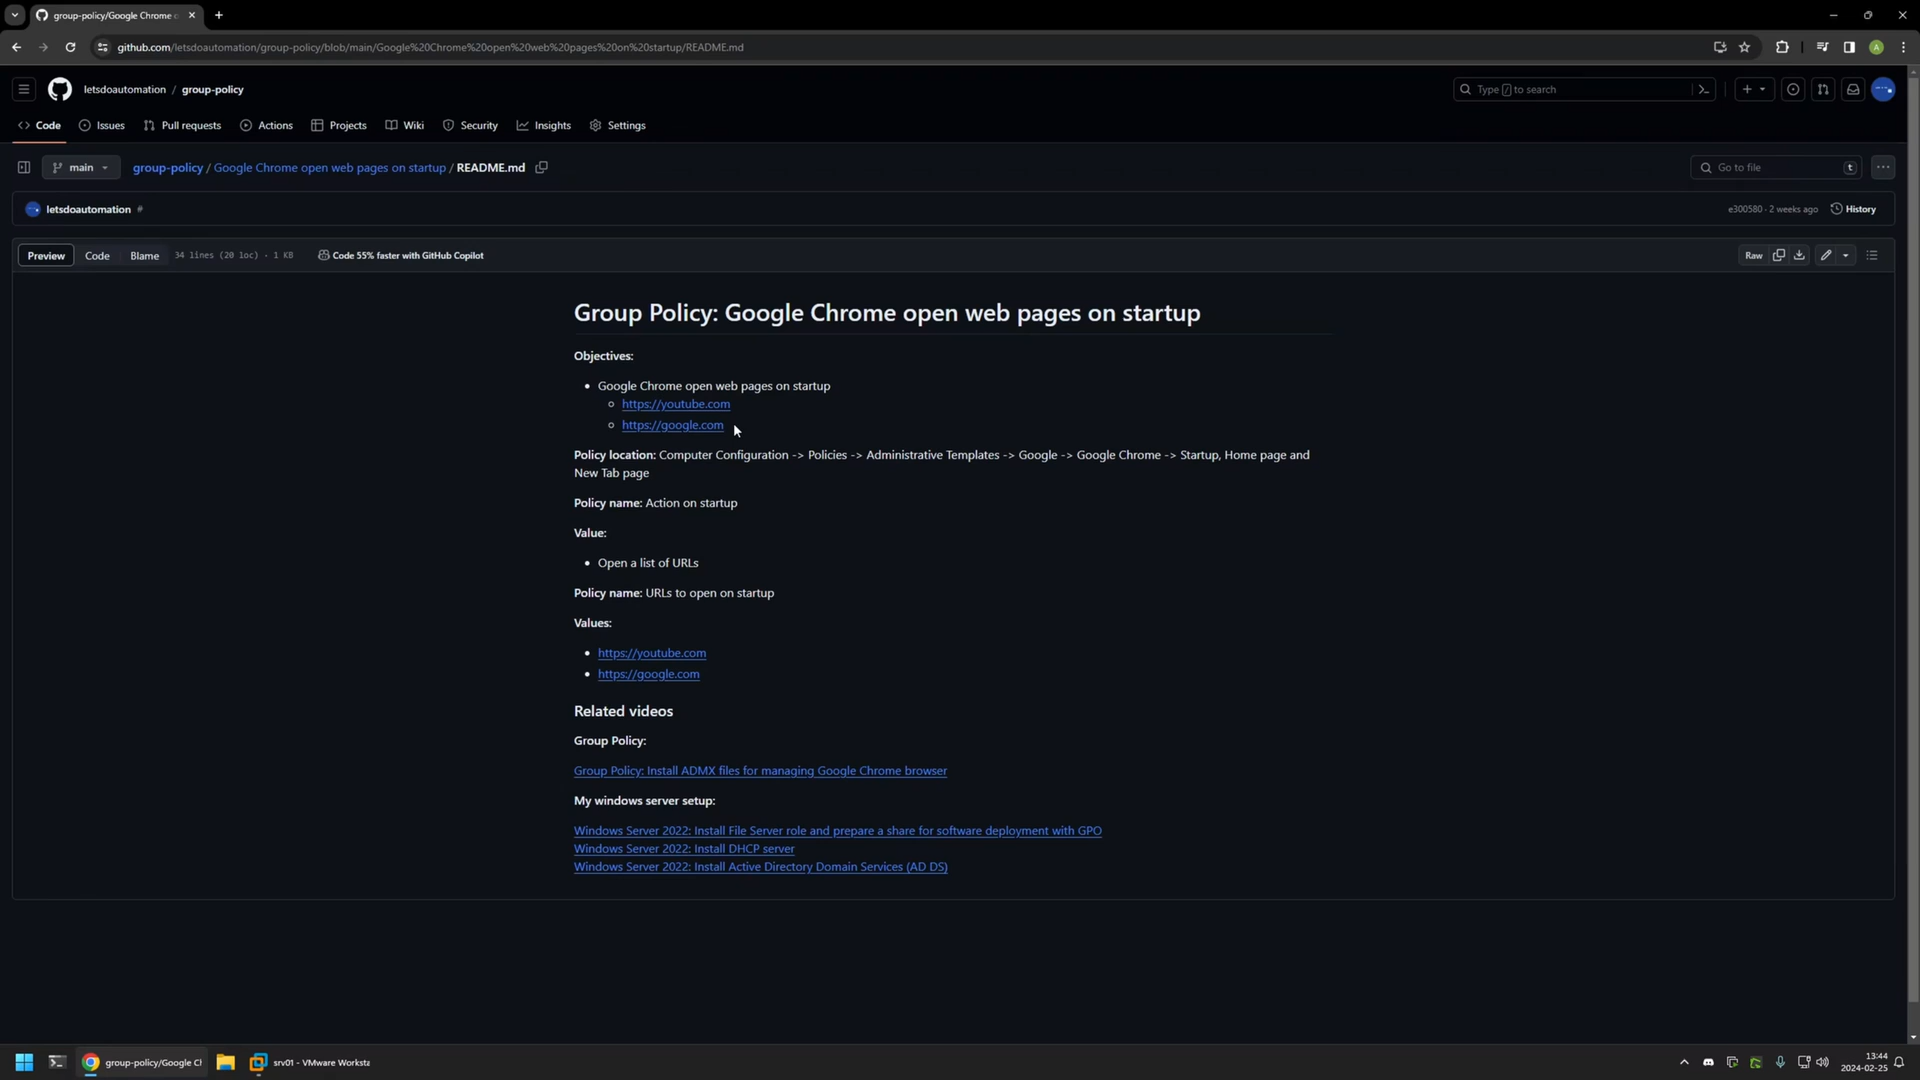 group-policy/Google Chrome o
github.com/letsdoautomation/group-policy/blob/main/Google%20Chrome%20open%20web%20pages%20on%20startup/README.md
A
letsdoautomation / group-policy
Type / to search
Code Issues Pull requests Actions Projects Wiki Security Insights Settings
main group-policy / Google Chrome open web pages on startup / README.md Go to file t
letsdoautomation # e300580 · 2 weeks ago History
Preview Code Blame 34 lines (20 loc) · 1 KB Code 55% faster with GitHub Copilot Raw
Group Policy: Google Chrome open web pages on startup
Objectives:
• Google Chrome open web pages on startup
○ https://youtube.com
○ https://google.com
Policy location: Computer Configuration -> Policies -> Administrative Templates -> Google -> Google Chrome -> Startup, Home page and
New Tab page
Policy name: Action on startup
Value:
• Open a list of URLs
Policy name: URLs to open on startup
Values:
• https://youtube.com
• https://google.com
Related videos
Group Policy:
Group Policy: Install ADMX files for managing Google Chrome browser
My windows server setup:
Windows Server 2022: Install File Server role and prepare a share for software deployment with GPO
Windows Server 2022: Install DHCP server
Windows Server 2022: Install Active Directory Domain Services (AD DS)
group-policy/Google Cl srv01 - VMware Worksta 13:44
2024-02-25